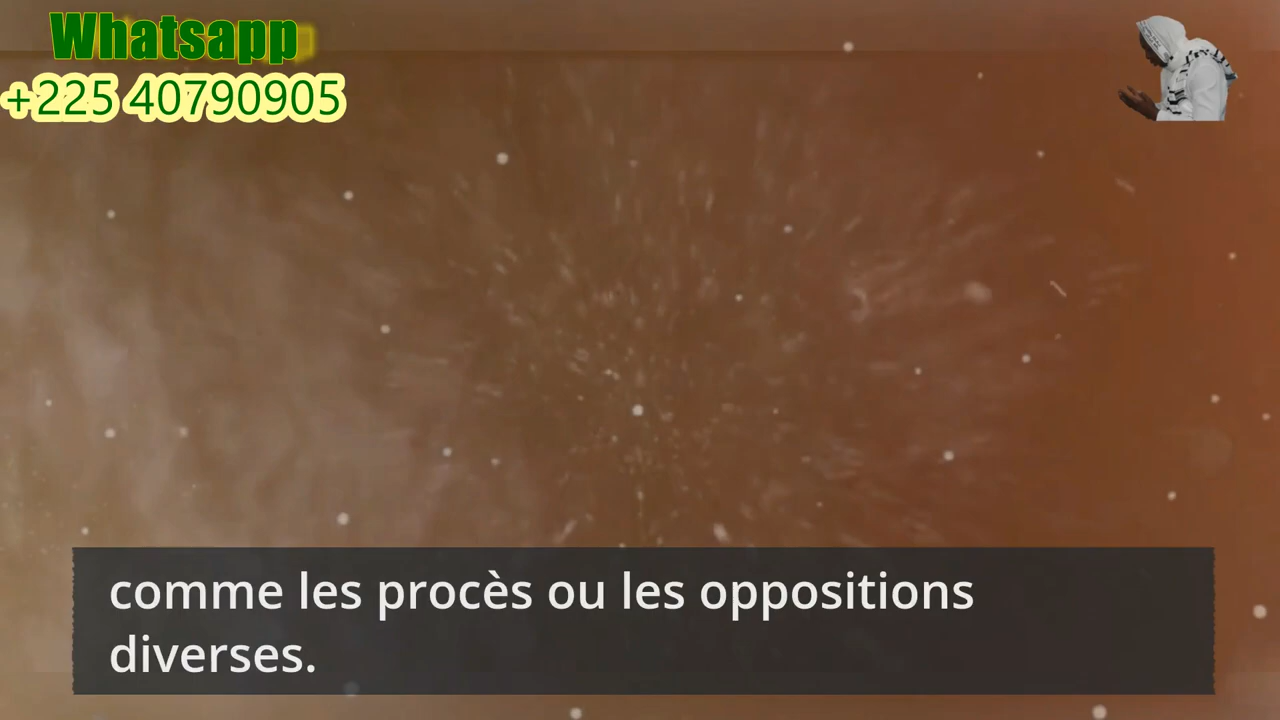 Whatsapp
+225 40790905
comme les procès ou les oppositions
diverses.